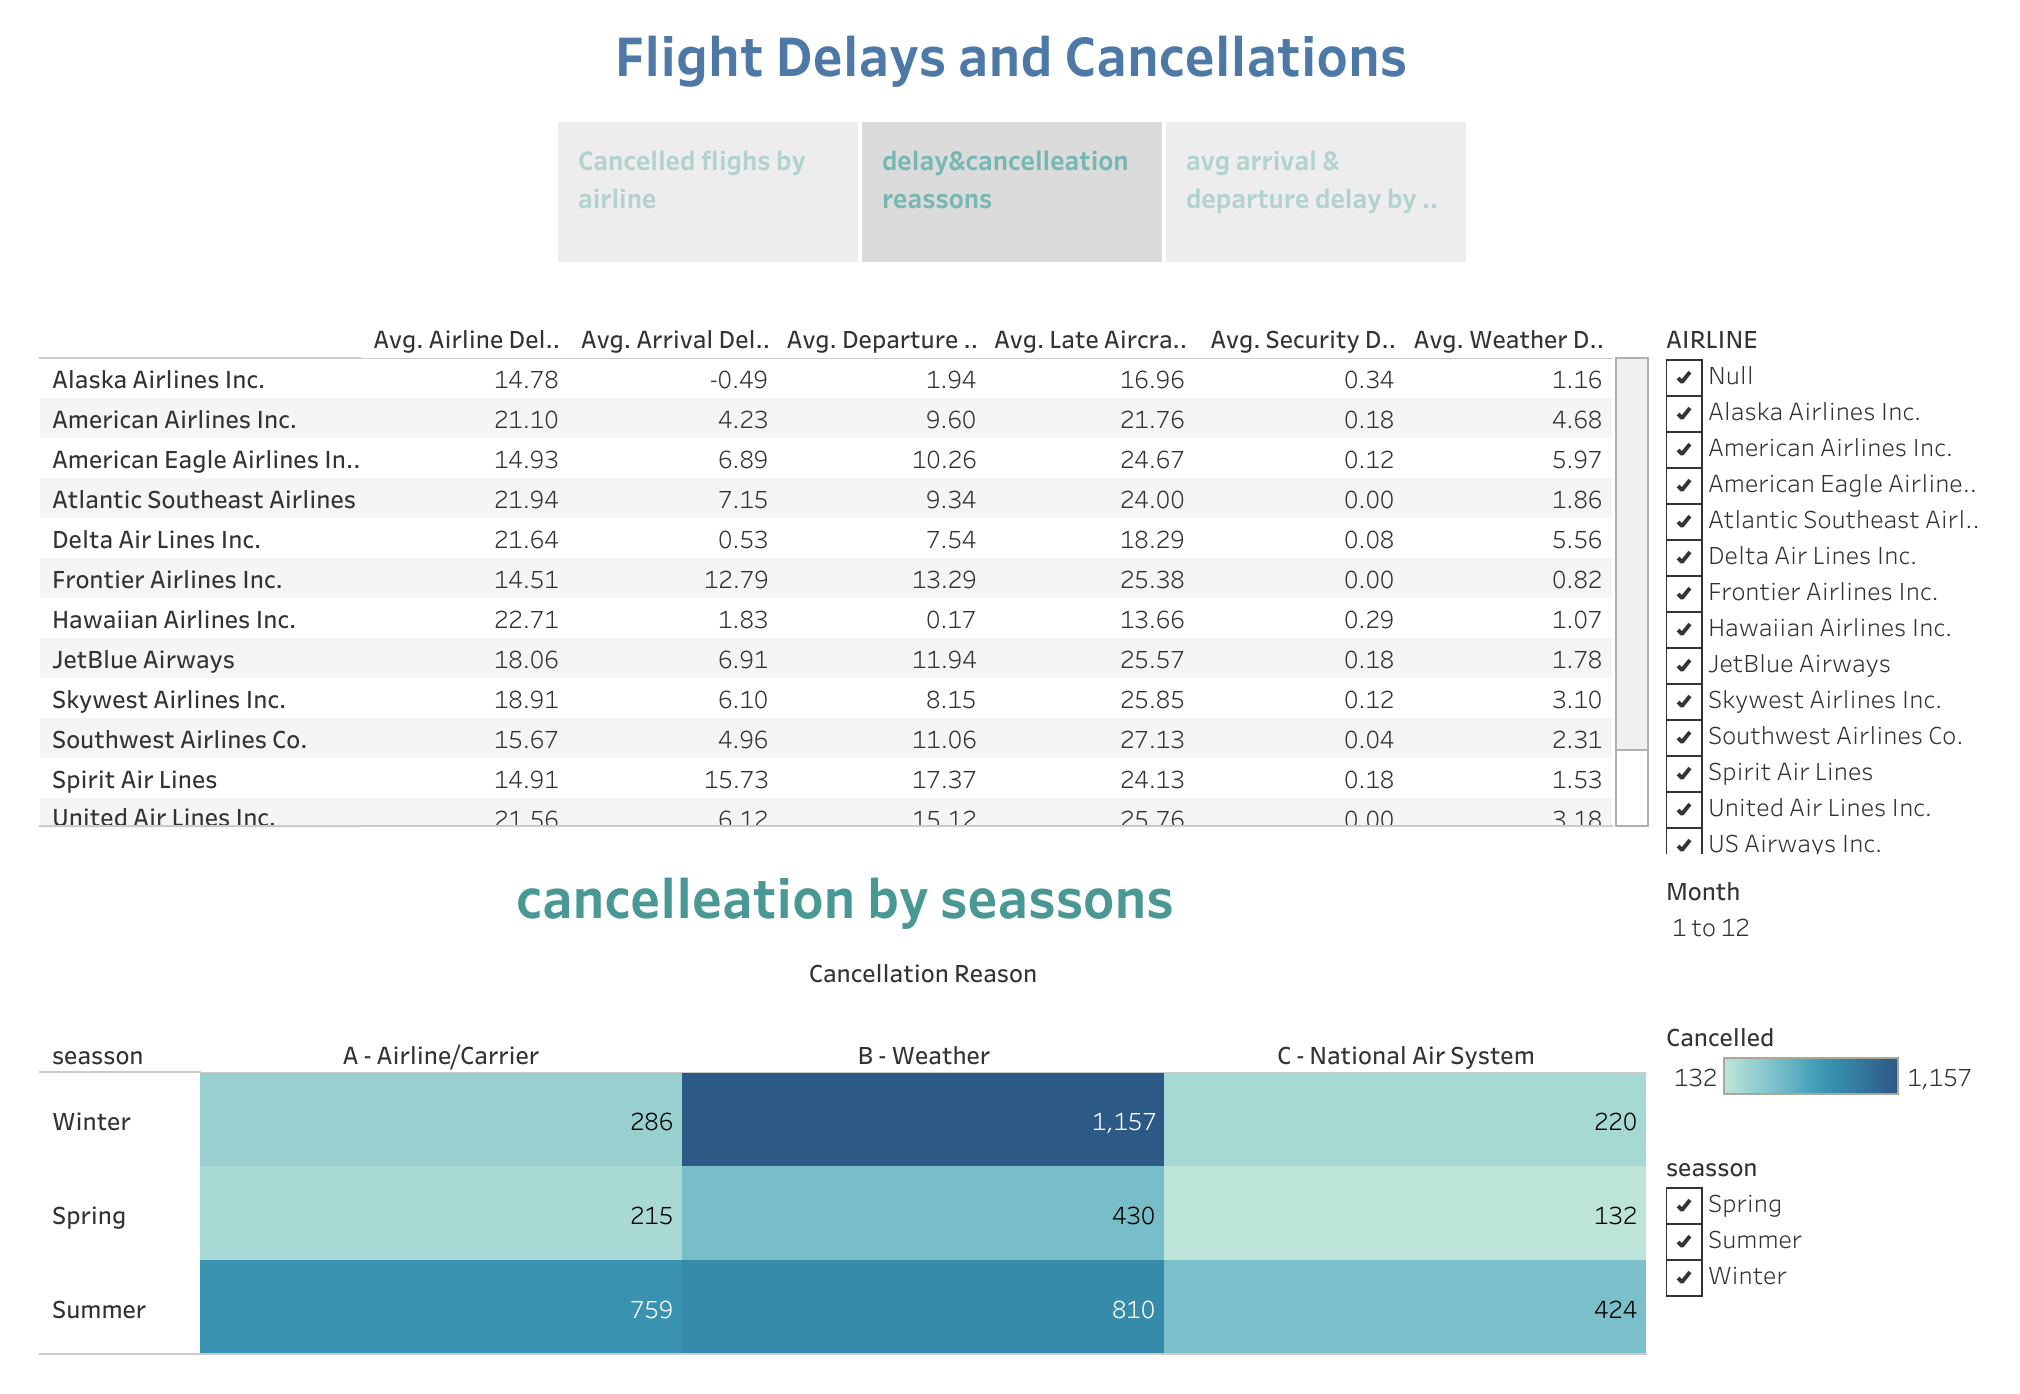 Flight Delays and Cancellations
Cancelled flighs by
airline
delay&cancelleation
reassons
avg arrival &
departure delay by ..
Avg. Airline Del.. Avg. Arrival Del.. Avg. Departure .. Avg. Late Aircra.. Avg. Security D.. Avg. Weather D..
Alaska Airlines Inc. 14.78 -0.49 1.94 16.96 0.34 1.16
American Airlines Inc. 21.10 4.23 9.60 21.76 0.18 4.68
American Eagle Airlines In.. 14.93 6.89 10.26 24.67 0.12 5.97
Atlantic Southeast Airlines 21.94 7.15 9.34 24.00 0.00 1.86
Delta Air Lines Inc. 21.64 0.53 7.54 18.29 0.08 5.56
Frontier Airlines Inc. 14.51 12.79 13.29 25.38 0.00 0.82
Hawaiian Airlines Inc. 22.71 1.83 0.17 13.66 0.29 1.07
JetBlue Airways 18.06 6.91 11.94 25.57 0.18 1.78
Skywest Airlines Inc. 18.91 6.10 8.15 25.85 0.12 3.10
Southwest Airlines Co. 15.67 4.96 11.06 27.13 0.04 2.31
Spirit Air Lines 14.91 15.73 17.37 24.13 0.18 1.53
United Air Lines Inc. 21.56 6.12 15.12 25.76 0.00 3.18
AIRLINE
Null
Alaska Airlines Inc.
American Airlines Inc.
American Eagle Airline..
Atlantic Southeast Airl..
Delta Air Lines Inc.
Frontier Airlines Inc.
Hawaiian Airlines Inc.
JetBlue Airways
Skywest Airlines Inc.
Southwest Airlines Co.
Spirit Air Lines
United Air Lines Inc.
US Airways Inc.
Month
1 to 12
cancelleation by seassons
Cancellation Reason
seasson A - Airline/Carrier B - Weather C - National Air System
Winter 286 1,157 220
Spring 215 430 132
Summer 759 810 424
Cancelled
132 1,157
seasson
Spring
Summer
Winter